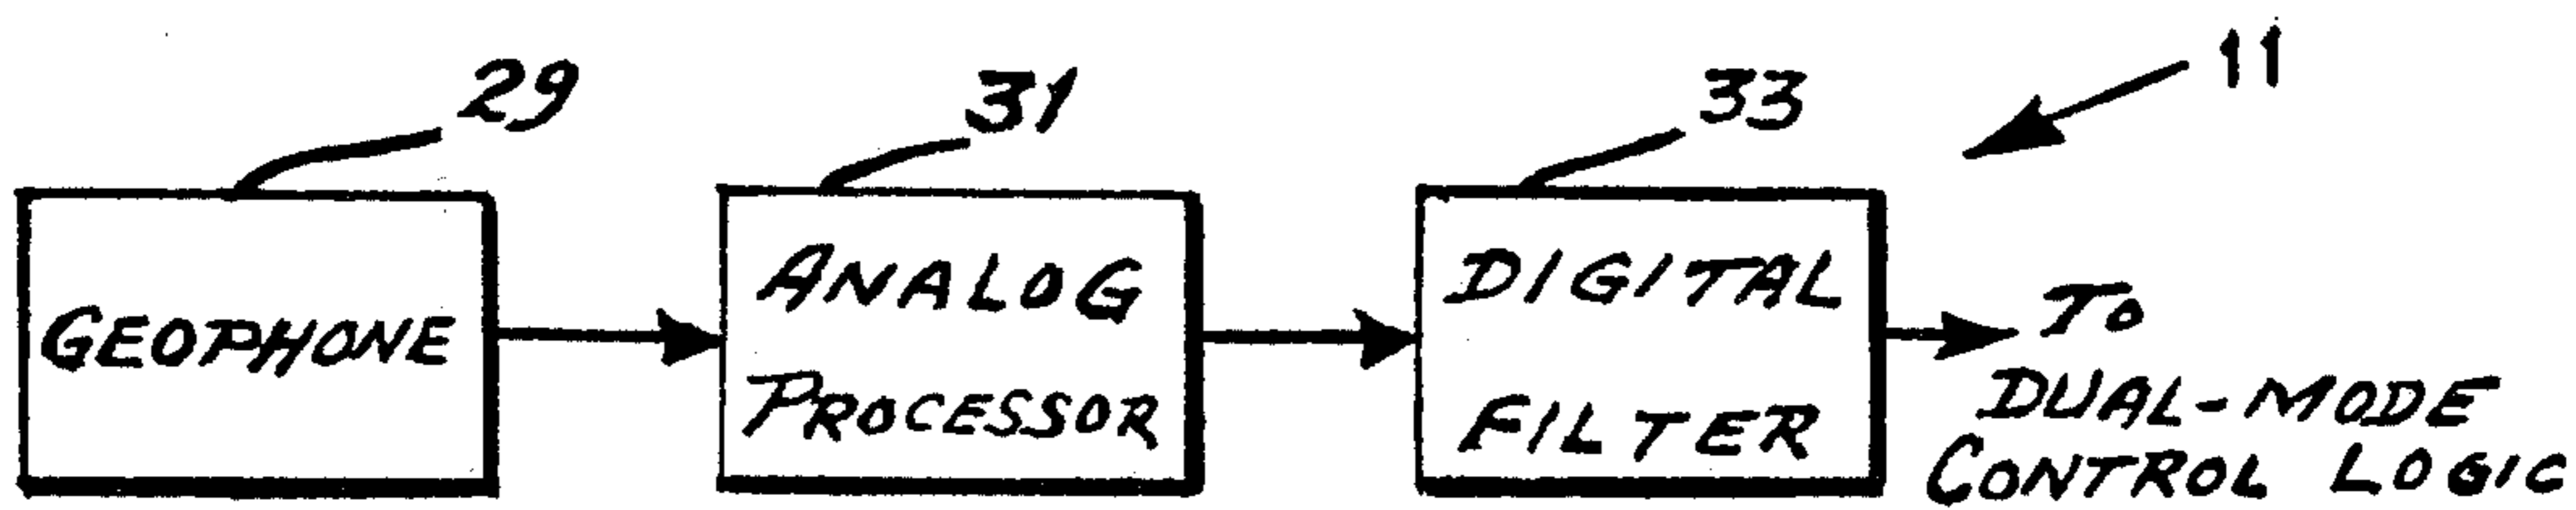 29
31
33
11
GEOPHONE
ANALOG
PROCESSOR
DIGITAL
FILTER
TO
DUAL-MODE
CONTROL LOGIC